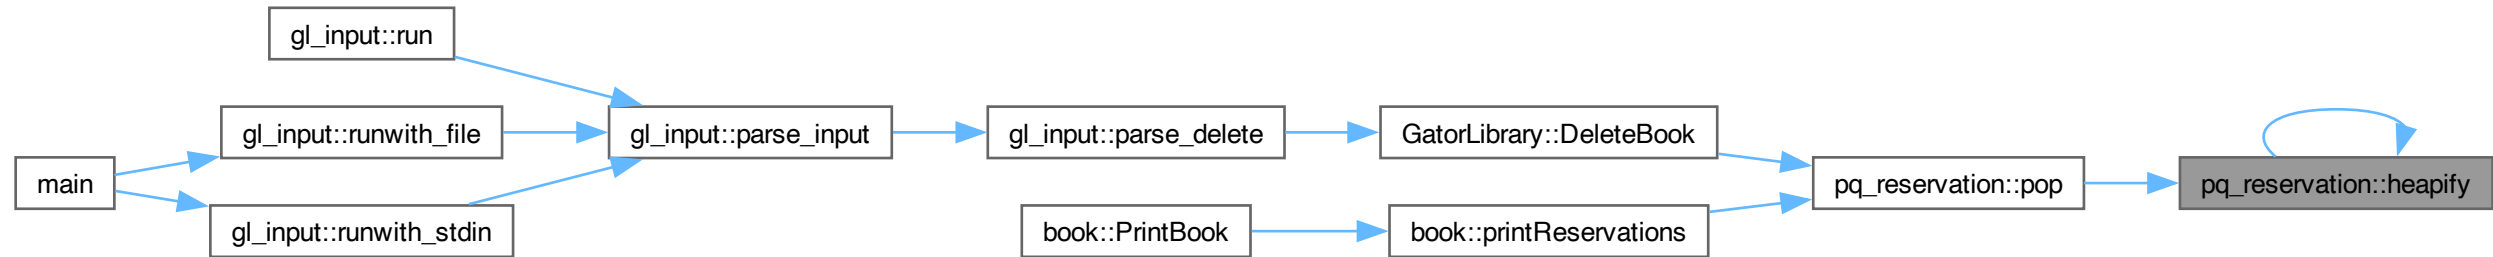 gl_input::run
gl_input::runwith_file
gl_input::parse_input
gl_input::parse_delete
GatorLibrary::DeleteBook
main
pq_reservation::pop
pq_reservation::heapify
gl_input::runwith_stdin
book::PrintBook
book::printReservations